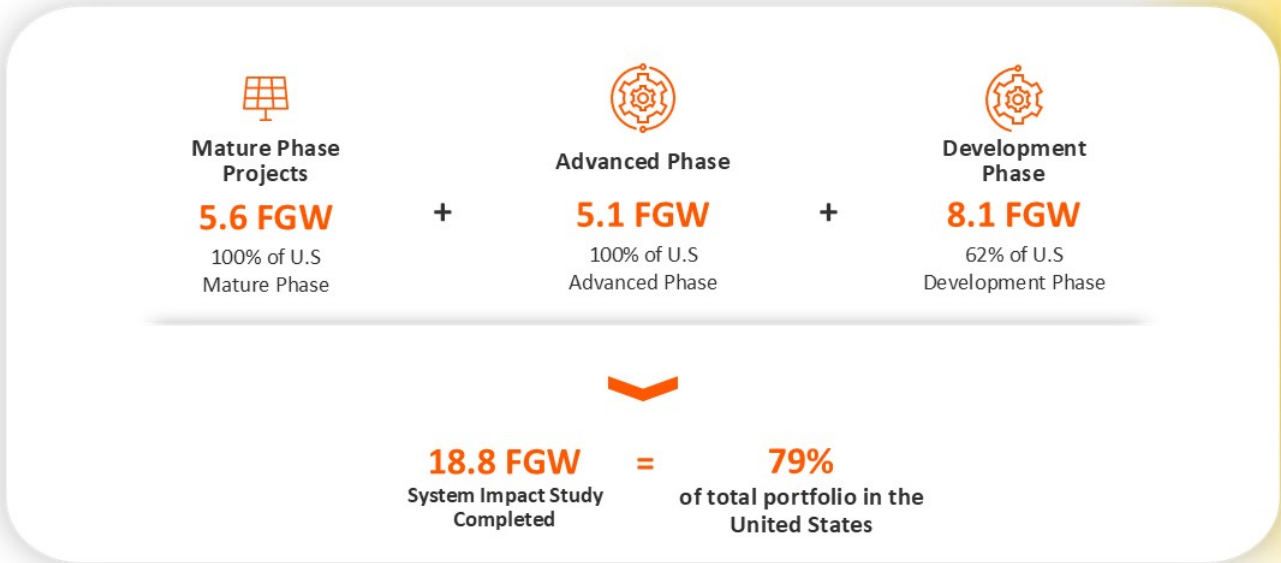 Mature Phase
Projects
5.6 FGW
100% of U.S
Mature Phase
+
Advanced Phase
5.1 FGW
100% of U.S
Advanced Phase
+
Development
Phase
8.1 FGW
62% of U.S
Development Phase
18.8 FGW
System Impact Study
Completed
=
79%
of total portfolio in the
United States